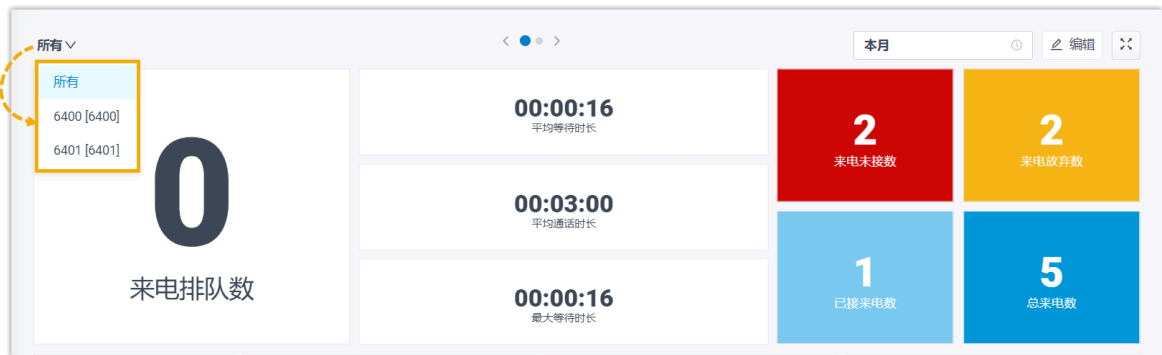 所有
本月
编辑
所有
6400 [6400]
6401 [6401]
0
来电排队数
00:00:16
平均等待时长
00:03:00
平均通话时长
00:00:16
最大等待时长
2
来电未接数
2
来电放弃数
1
已接来电数
5
总来电数